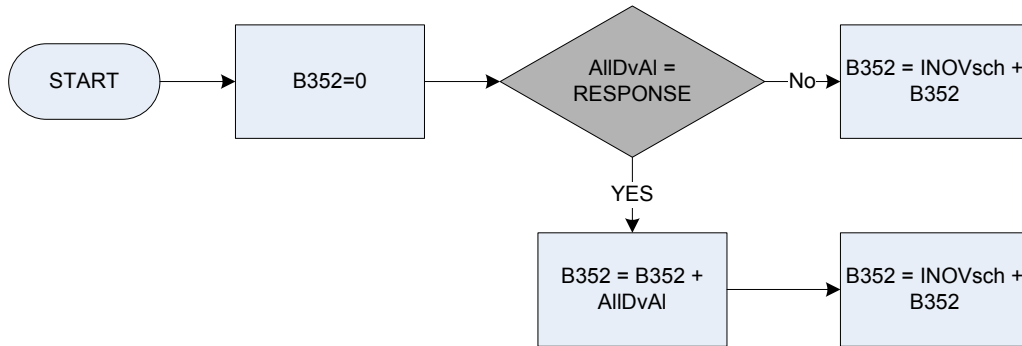 START
B352=0
AllDvAl =
RESPONSE
No
B352 = INOVsch +
B352
YES
B352 = B352 +
AllDvAl
B352 = INOVsch +
B352